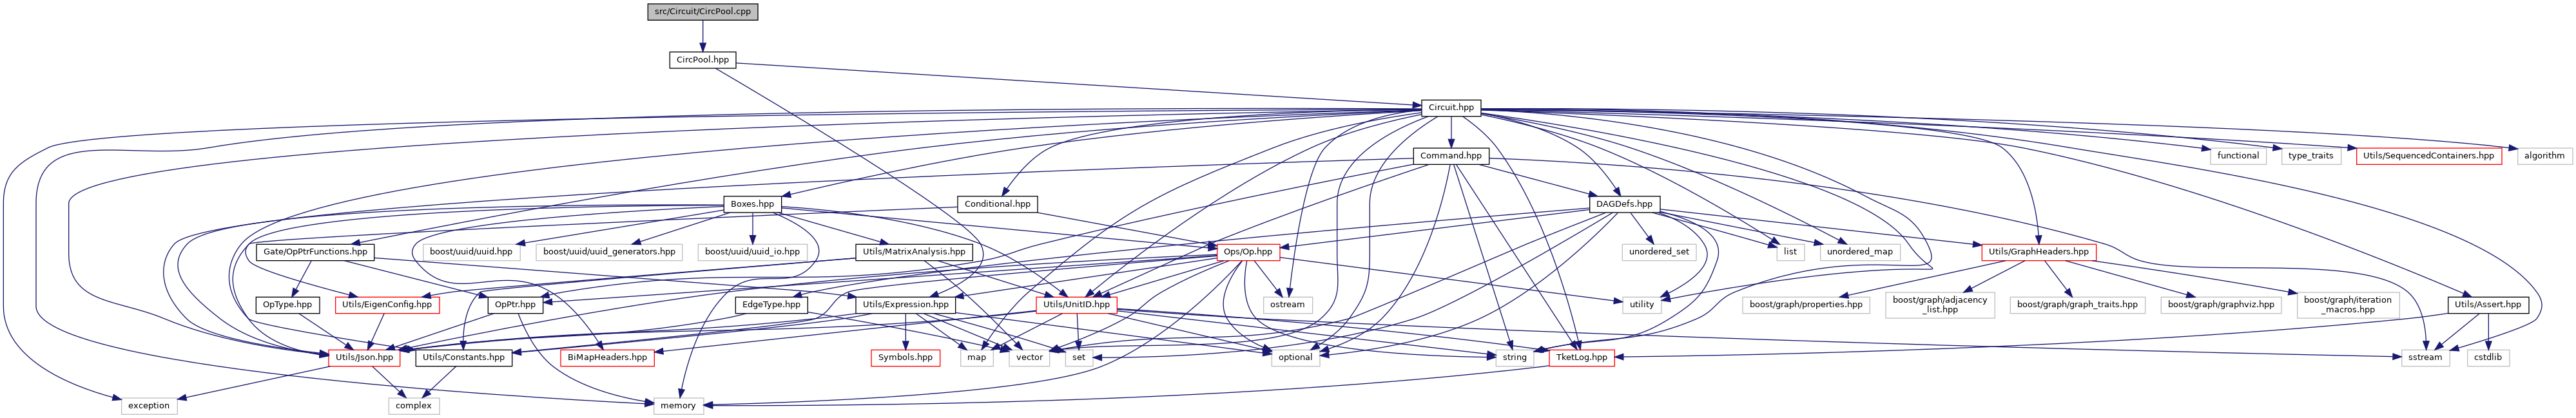 src/Circuit/CircPool.cpp
CircPool.hpp
Circuit.hpp
Command.hpp
functional
type_traits
Utils/SequencedContainers.hpp
algorithm
Boxes.hpp
Conditional.hpp
DAGDefs.hpp
Gate/OpPtrFunctions.hpp
boost/uuid/uuid.hpp
boost/uuid/uuid_generators.hpp
boost/uuid/uuid_io.hpp
Utils/MatrixAnalysis.hpp
Ops/Op.hpp
unordered_set
list
unordered_map
Utils/GraphHeaders.hpp
OpType.hpp
Utils/EigenConfig.hpp
OpPtr.hpp
EdgeType.hpp
Utils/Expression.hpp
Utils/UnitID.hpp
ostream
utility
boost/graph/properties.hpp
boost/graph/adjacency
_list.hpp
boost/graph/graph_traits.hpp
boost/graph/graphviz.hpp
boost/graph/iteration
_macros.hpp
Utils/Assert.hpp
Utils/Json.hpp
Utils/Constants.hpp
BiMapHeaders.hpp
Symbols.hpp
map
vector
set
optional
string
TketLog.hpp
sstream
cstdlib
exception
complex
memory